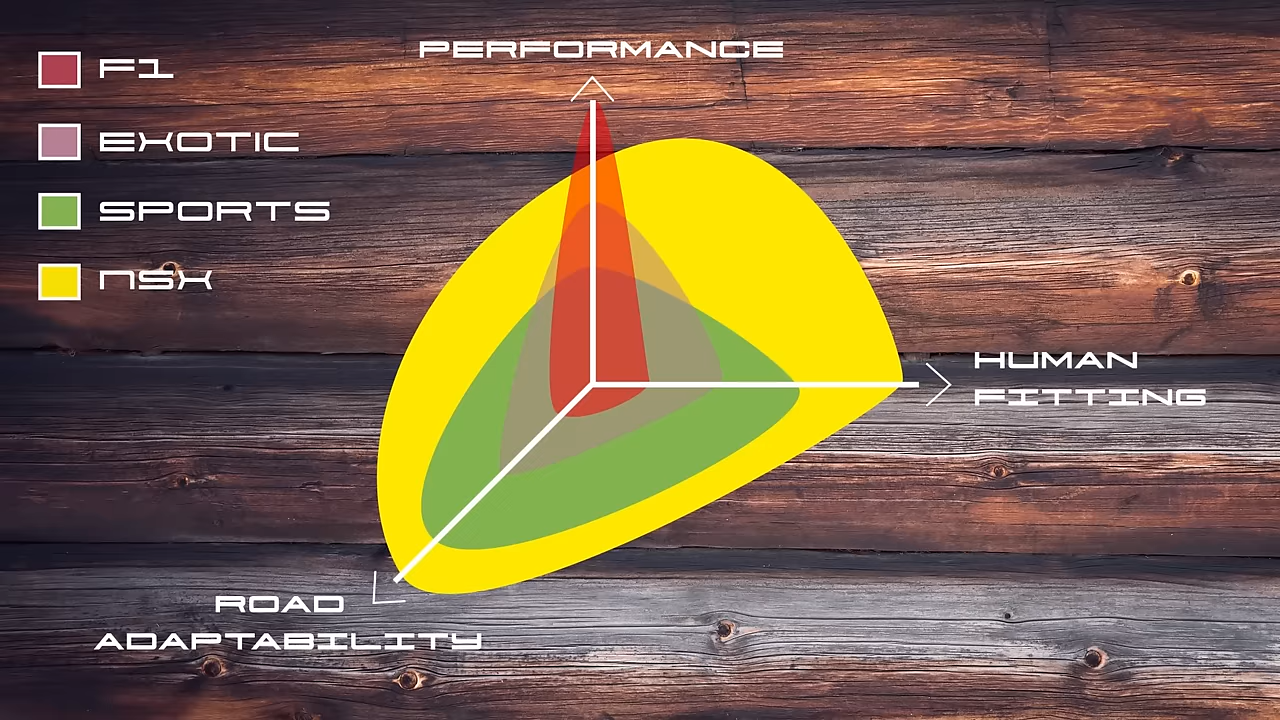 PERFORMANCE
F1
EXOTIC
SPORTS
NSX
HUMAN
FITTING
ROAD
ADAPTABILITY